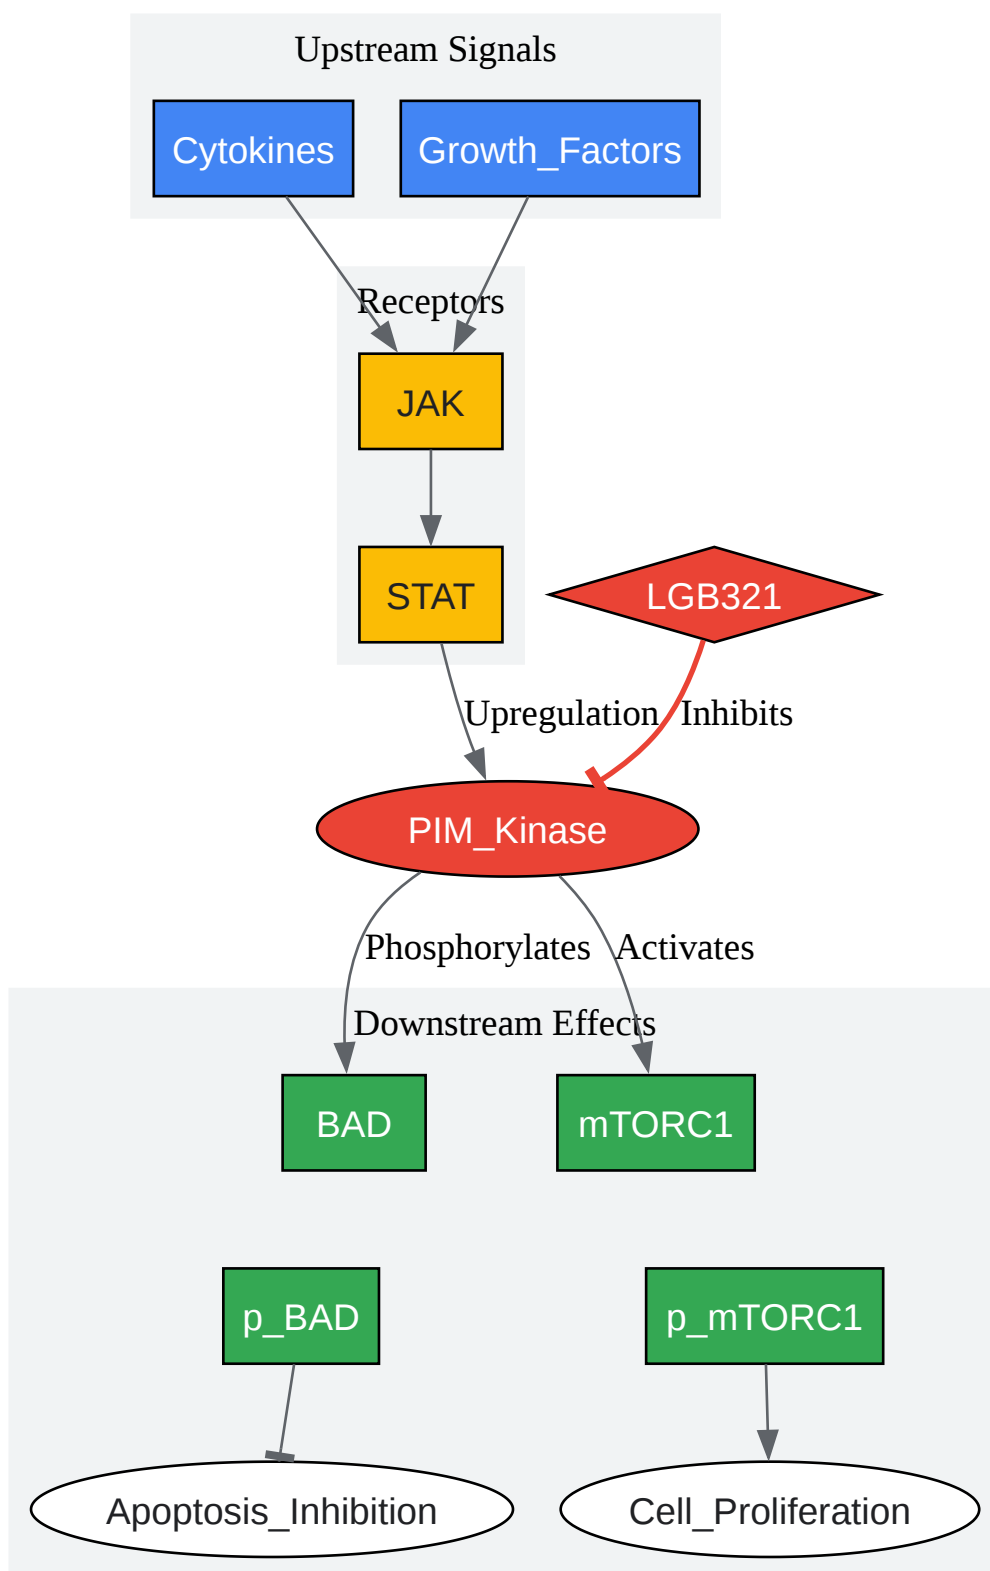 Upstream Signals
Cytokines
Growth_Factors
Receptors
JAK
STAT
LGB321
Upregulation
Inhibits
PIM_Kinase
Phosphorylates
Activates
Downstream Effects
BAD
mTORC1
p_BAD
p_mTORC1
Apoptosis_Inhibition
Cell_Proliferation